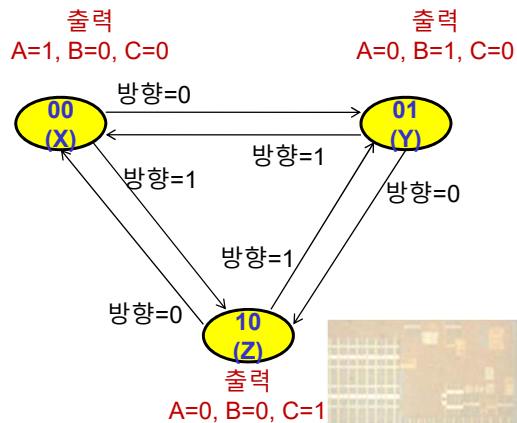 출력
A=1, B=0, C=0
출력
A=0, B=1, C=0
방향=0
00
(X)
01
(Y)
방향=1
방향=1
방향=0
방향=1
방향=0
10
(Z)
출력
A=0, B=0, C=1